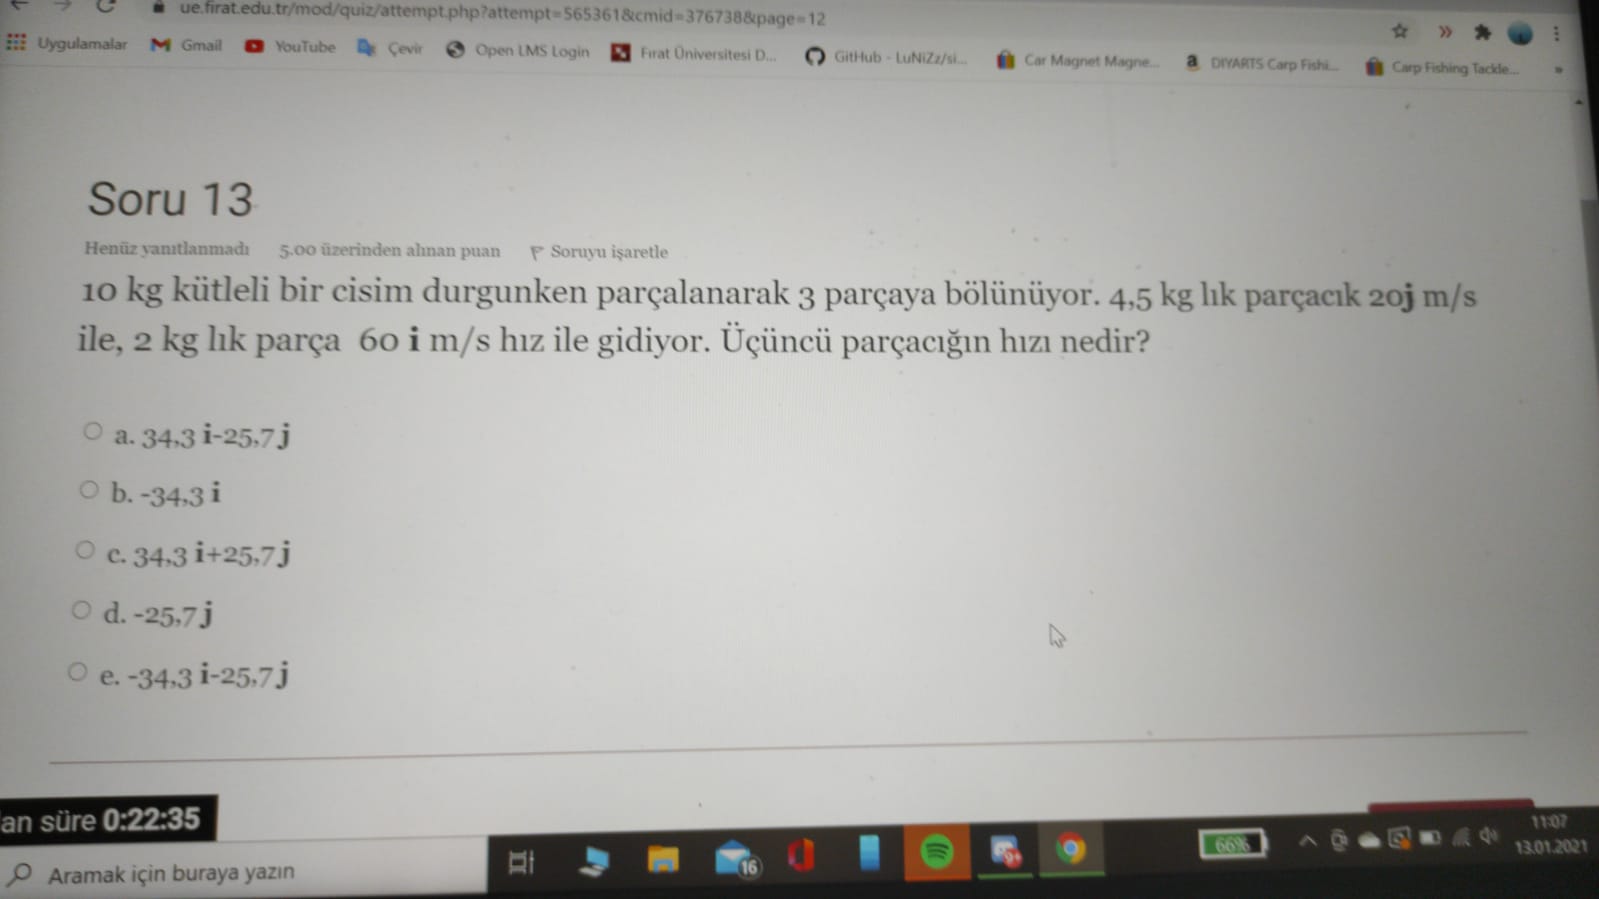 ue.firat.edu.tr/mod/quiz/attempt.php?attempt=565361&cmid=376738&page=12
Uygulamalar Gmail YouTube Çevir Open LMS Login Fırat Üniversitesi D... GitHub - LuNiZz/si... Car Magnet Magne... DIYARTS Carp Fishi... Carp Fishing Tackle... »
Soru 13
Henüz yanıtlanmadı 5,00 üzerinden alınan puan Soruyu işaretle
10 kg kütleli bir cisim durgunken parçalanarak 3 parçaya bölünüyor. 4,5 kg lık parçacık 20j m/s
ile, 2 kg lık parça 60 i m/s hız ile gidiyor. Üçüncü parçacığın hızı nedir?
a. 34,3 i-25,7 j
b. -34,3 i
c. 34,3 i+25,7 j
d. -25,7 j
e. -34,3 i-25,7 j
an süre 0:22:35
Aramak için buraya yazın
16
9+
66%
11:07
13.01.2021